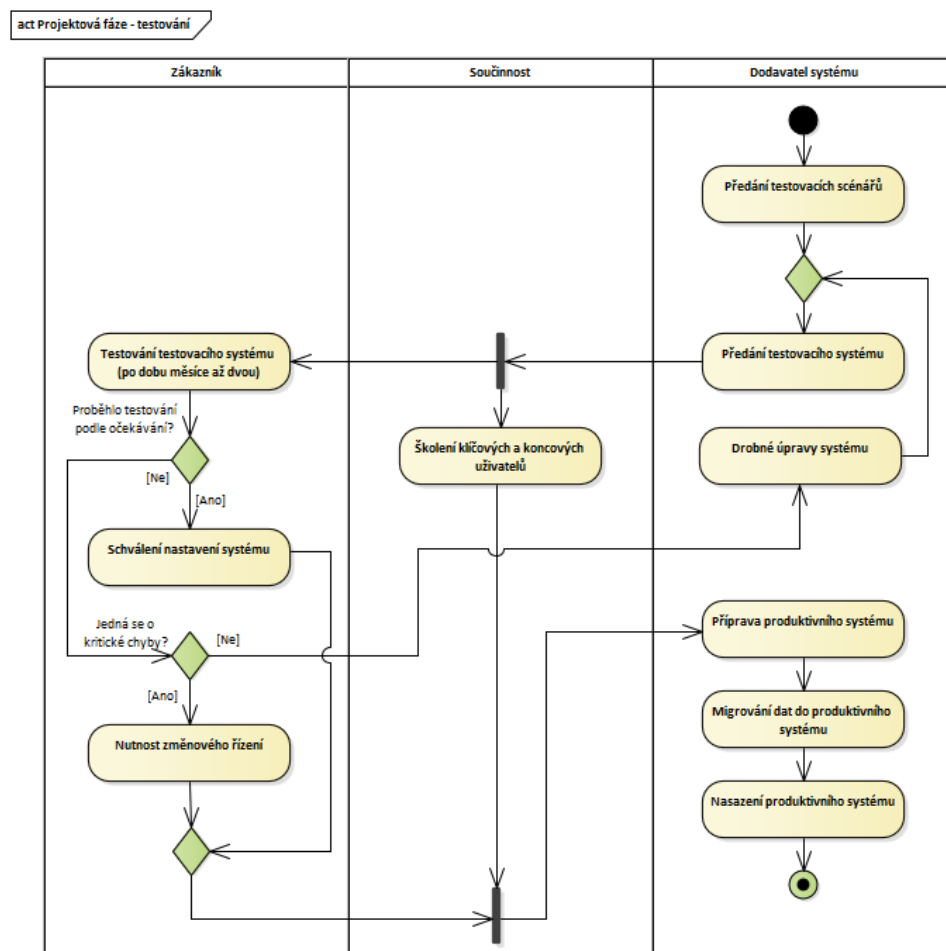 act Projektová fáze - testování
Zákazník
Součinnost
Dodavatel systému
Předání testovacích scénářů
Testování testovacího systému
(po dobu měsíce až dvou)
Předání testovacího systému
Proběhlo testování
podle očekávání?
Školení klíčových a koncových
uživatelů
Drobné úpravy systému
[Ne]
[Ano]
Schválení nastavení systému
Jedná se o
kritické chyby?
[Ne]
Příprava produktivního systému
[Ano]
Nutnost změnového řízení
Migrování dat do produktivního
systému
Nasazení produktivního systému